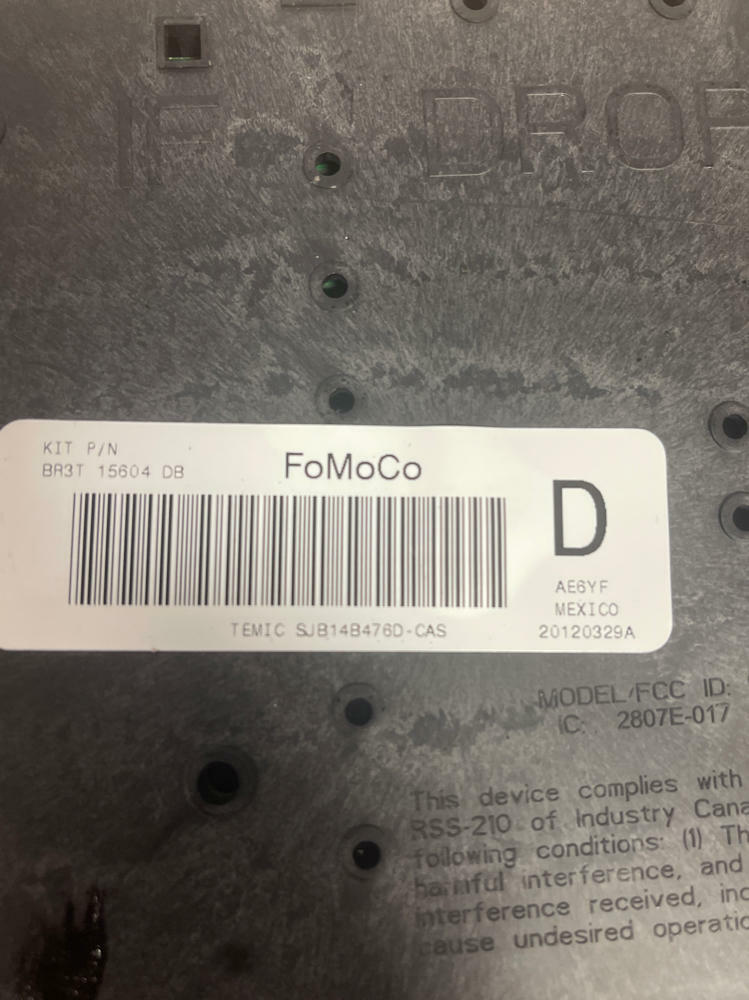 IF DROP
KIT P/N
BR3T 15604 DB
FoMoCo
D
AE6YF
MEXICO
TEMIC SJB14B476D-CAS
20120329A
MODEL/FCC ID:
IC: 2807E-017
This device complies with
RSS-210 of Industry Cana
following conditions: (1) Th
harmful interference, and
interference received, inc
cause undesired operatio